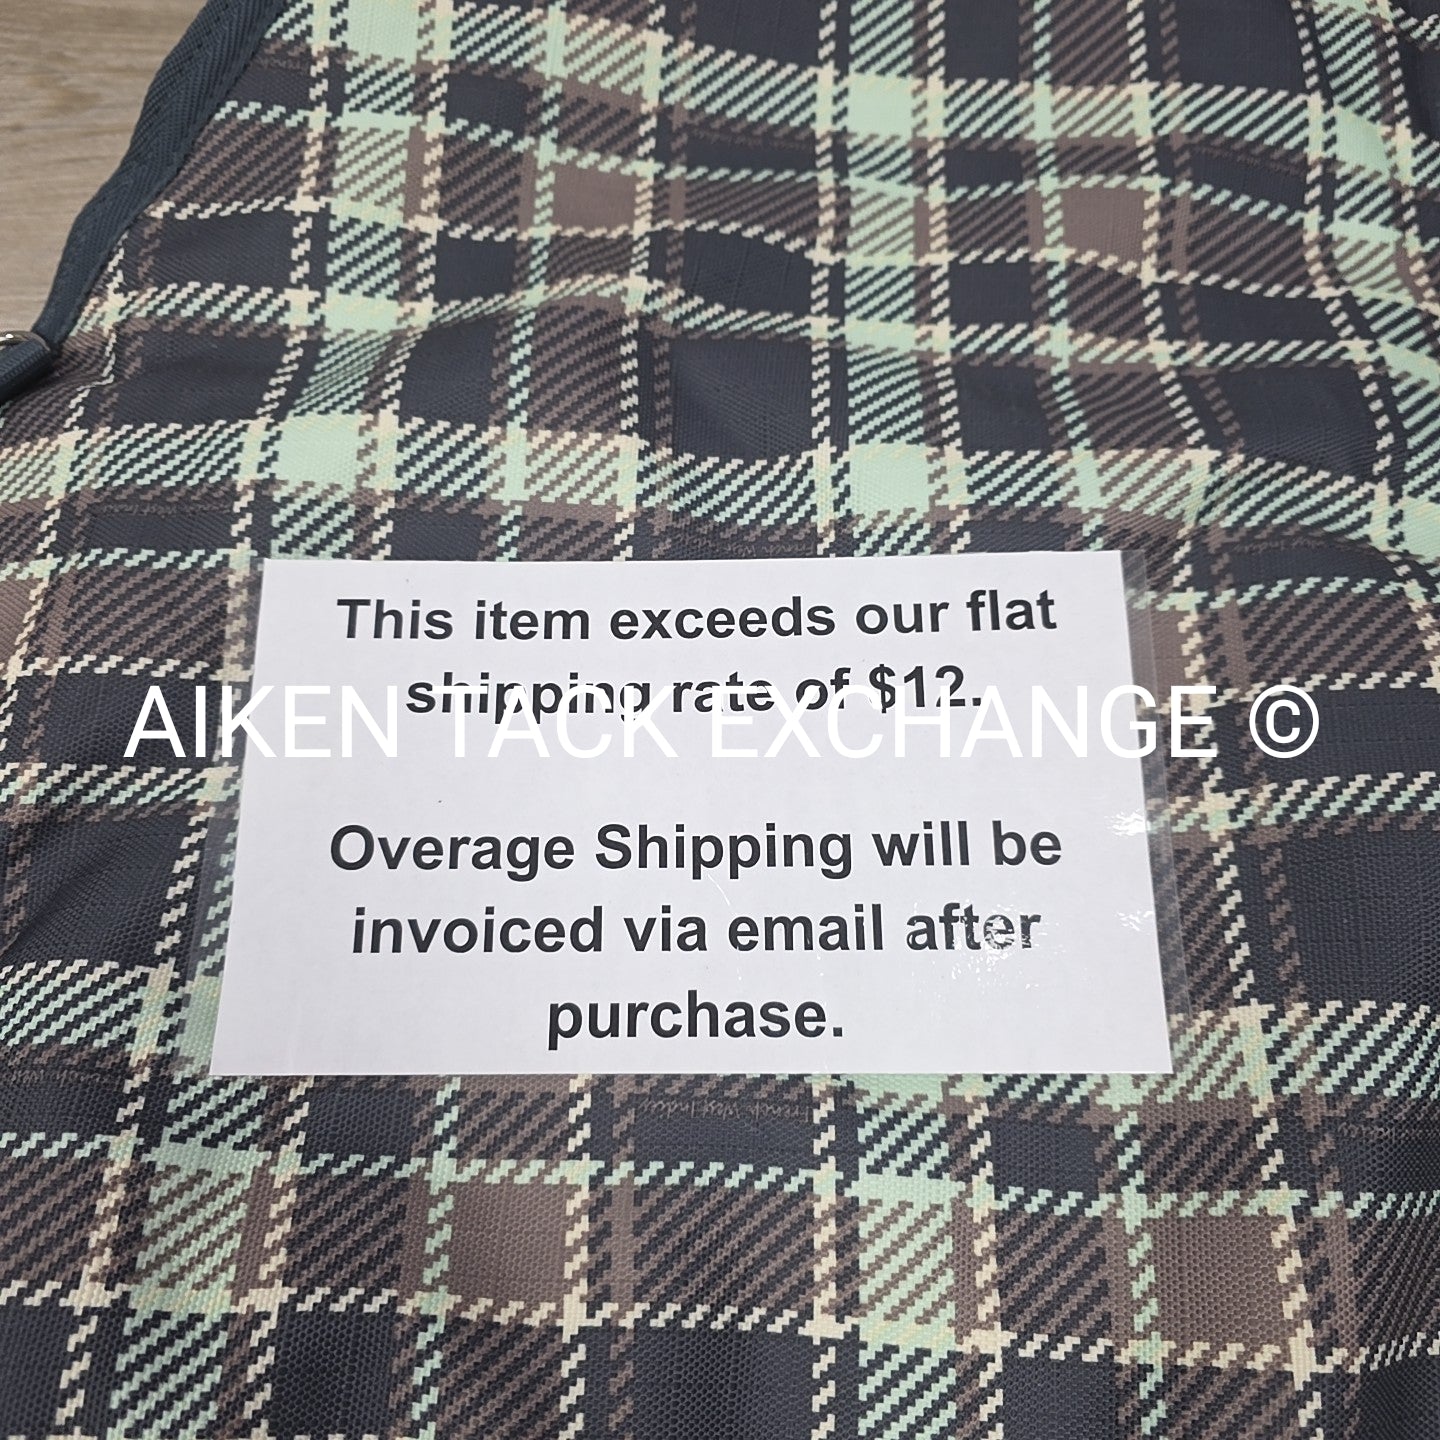 This item exceeds our flat
shipping rate of $12.
AIKEN TACK EXCHANGE ©
Overage Shipping will be
invoiced via email after
purchase.